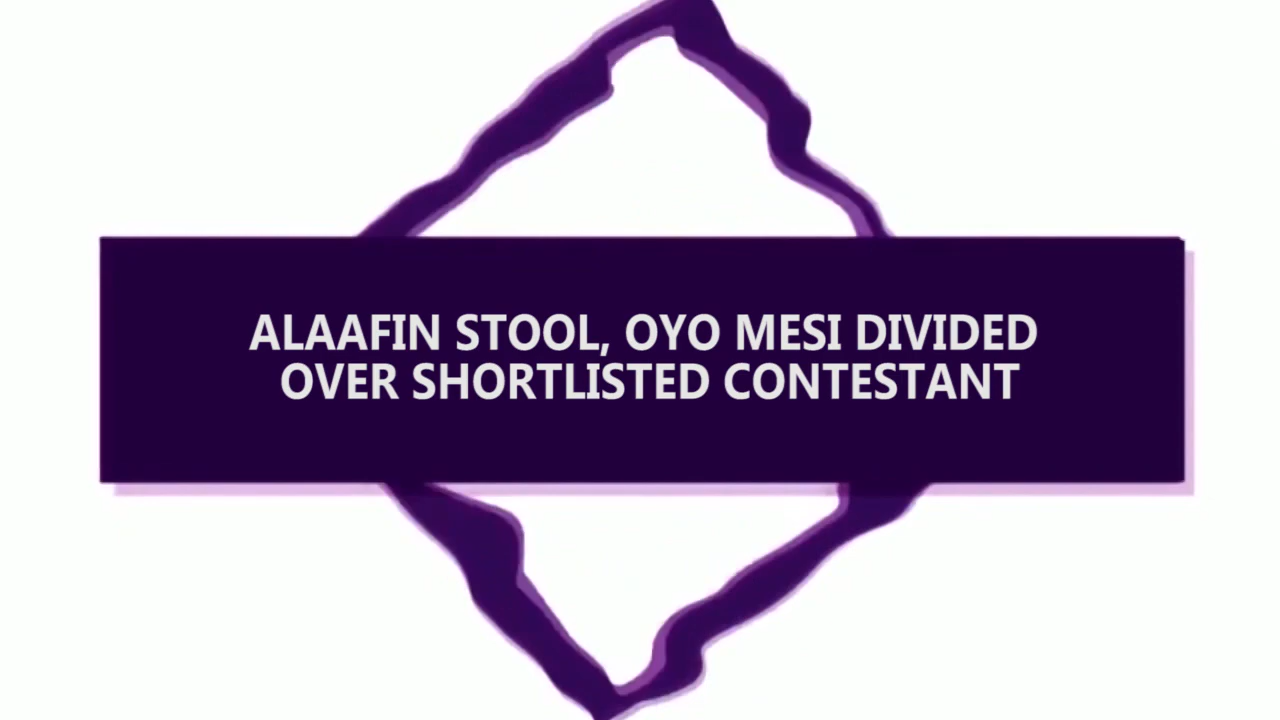 ALAAFIN STOOL, OYO MESI DIVIDED
OVER SHORTLISTED CONTESTANT